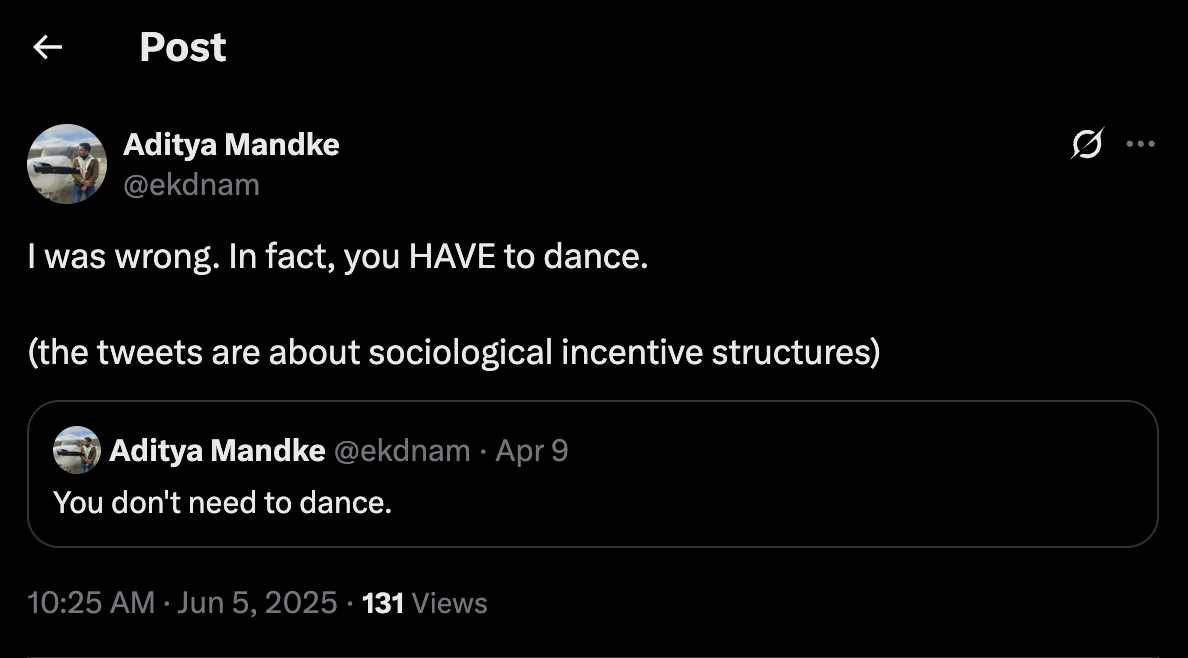 Post
Aditya Mandke
@ekdnam
I was wrong. In fact, you HAVE to dance.
(the tweets are about sociological incentive structures)
Aditya Mandke @ekdnam · Apr 9
You don't need to dance.
10:25 AM · Jun 5, 2025 · 131 Views